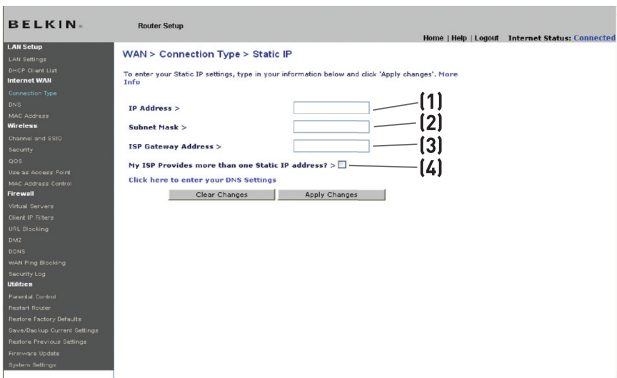 BELKIN®
Router Setup
Home | Help | Logout Internet Status: Connected
LAN Setup
LAN Settings
DHCP Client List
Internet WAN
Connection Type
DNS
MAC Address
Wireless
Channel and SSID
Security
QOS
Use as Access Point
MAC Address Control
Firewall
Virtual Servers
Client IP Filters
URL Blocking
DMZ
DDNS
WAN Ping Blocking
Security Log
Utilities
Parental Control
Restart Router
Restore Factory Defaults
Save/Backup Current Settings
Restore Previous Settings
Firmware Update
System Settings
WAN > Connection Type > Static IP
To enter your Static IP settings, type in your information below and click 'Apply changes'. More
Info
IP Address > (1)
Subnet Mask > (2)
ISP Gateway Address > (3)
My ISP Provides more than one Static IP address? > (4)
Click here to enter your DNS Settings
Clear Changes Apply Changes